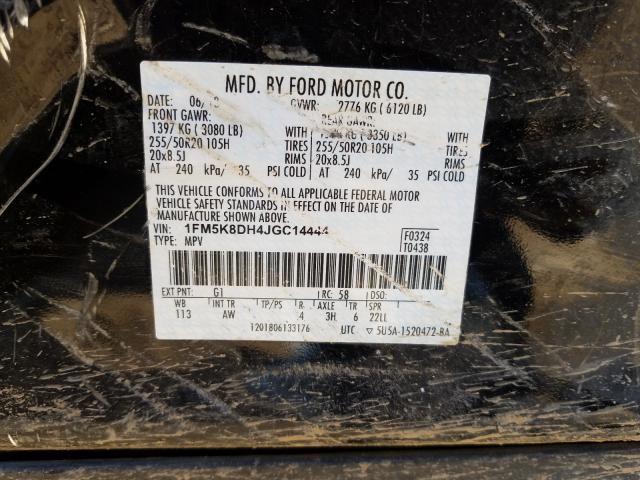 MFD. BY FORD MOTOR CO.
DATE: 06/18 GVWR: 2776 KG ( 6120 LB)
FRONT GAWR: REAR GAWR:
1397 KG ( 3080 LB) WITH KG ( 3350 LB) WITH
255/50R20 105H TIRES 255/50R20 105H TIRES
20x8.5J RIMS 20x8.5J RIMS
AT 240 kPa/ 35 PSI COLD AT 240 kPa/ 35 PSI COLD
THIS VEHICLE CONFORMS TO ALL APPLICABLE FEDERAL MOTOR
VEHICLE SAFETY STANDARDS IN EFFECT ON THE DATE OF
MANUFACTURE SHOWN ABOVE.
VIN: 1FM5K8DH4JGC14444
TYPE: MPV
F0324
T0438
EXT PNT: G1 RC: 58 DSO:
WB INT TR TP/PS R AXLE TR SPR
113 AW 4 3H 6 22LL
1201806133176 UTC ▽ 5U5A-1520472-BA